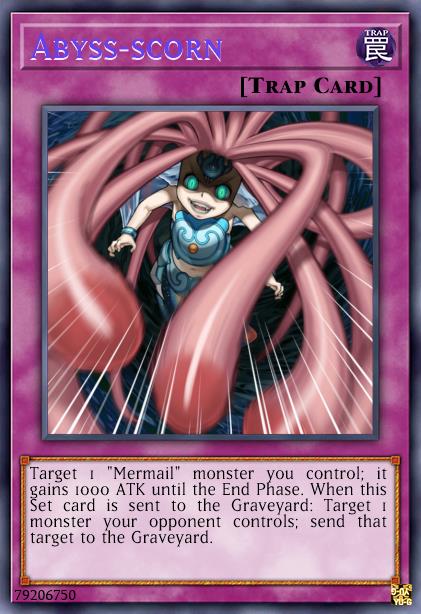 Abyss-scorn
TRAP
罠
[Trap Card]
Target 1 "Mermail" monster you control; it
gains 1000 ATK until the End Phase. When this
Set card is sent to the Graveyard: Target 1
monster your opponent controls; send that
target to the Graveyard.
79206750